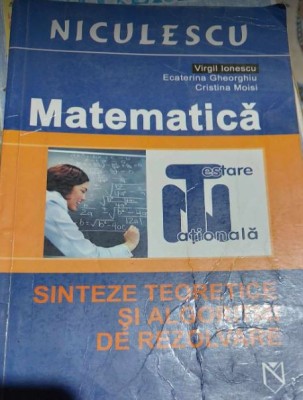 NICULESCU
Virgil Ionescu
Ecaterina Gheorghiu
Cristina Moisi
Matematică
Testare
Națională
SINTEZE TEORETICE
ȘI ALGORITMI
DE REZOLVARE
N